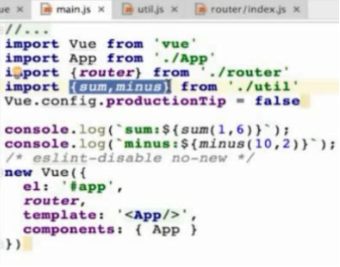 ue × main.js × util.js × router/index.js ×
//...
import Vue from 'vue'
import App from './App'
import {router} from './router'
import {sum,minus} from './util'
Vue.config.productionTip = false
console.log(`sum:${sum(1,6)}`);
console.log(`minus:${minus(10,2)}`);
/* eslint-disable no-new */
new Vue({
el: '#app',
router,
template: '<App/>',
components: { App }
})